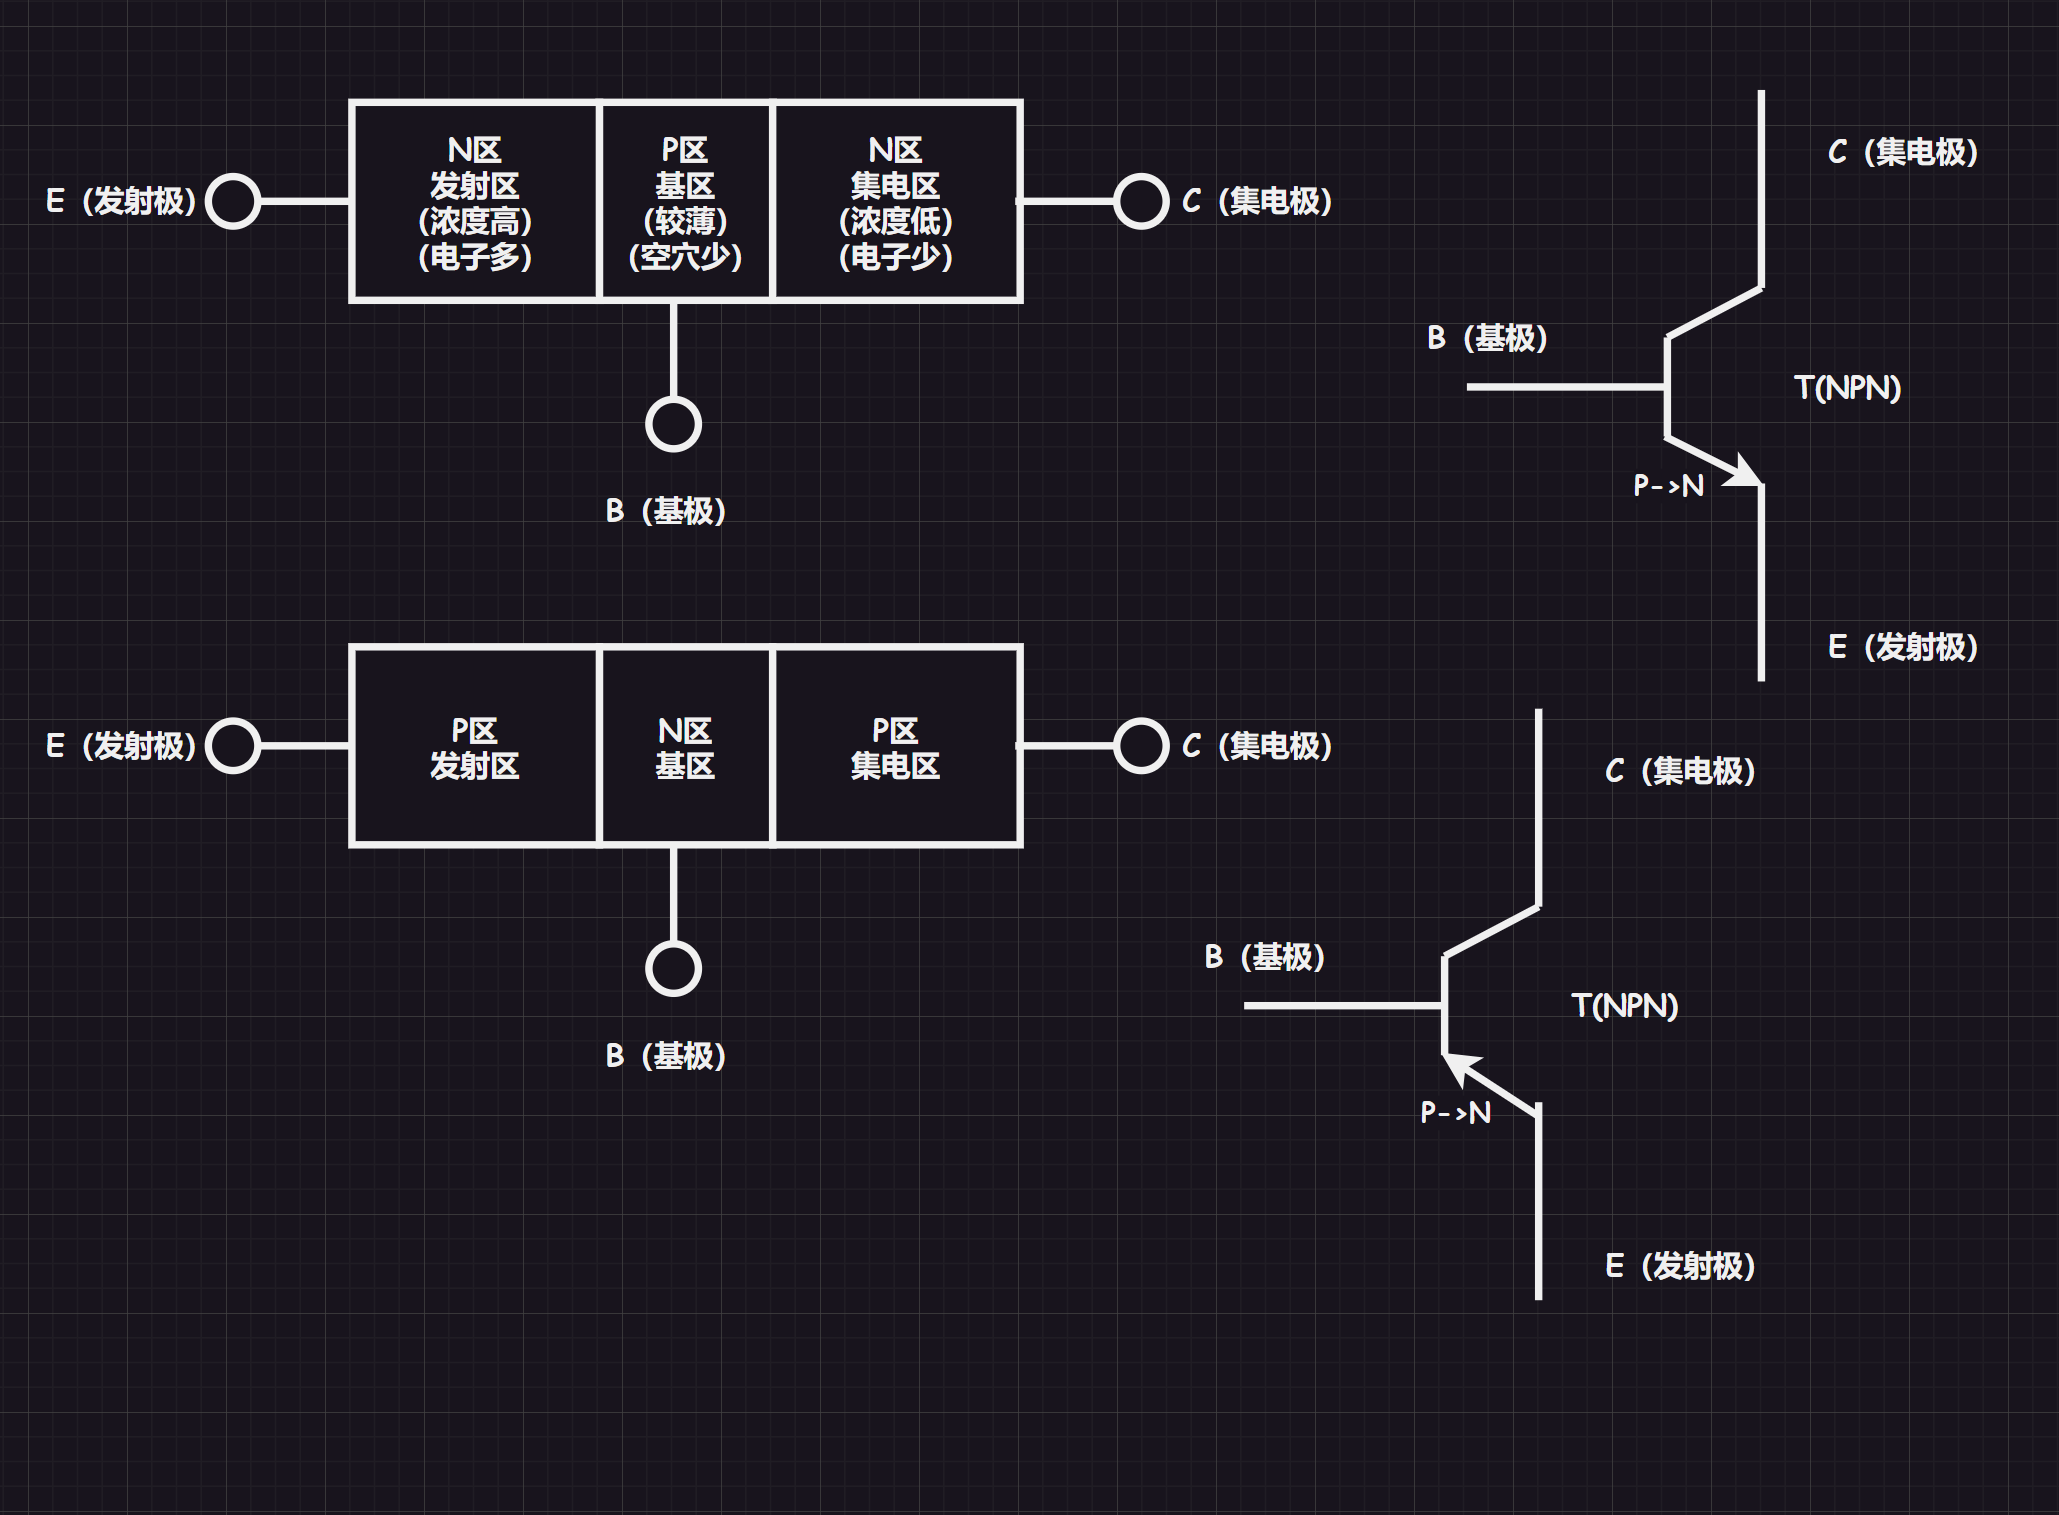 N区
发射区
(浓度高)
(电子多)
P区
基区
(较薄)
(空穴少)
N区
集电区
(浓度低)
(电子少)
E（发射极）
C（集电极）
B（基极）
C（集电极）
B（基极）
T(NPN)
P->N
E（发射极）
P区
发射区
N区
基区
P区
集电区
E（发射极）
C（集电极）
B（基极）
C（集电极）
B（基极）
T(NPN)
P->N
E（发射极）